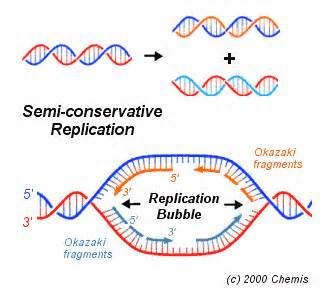 +
Semi-conservative
Replication
Okazaki
fragments
3'
5'
5'
3'
Replication
Bubble
5'
3'
Okazaki
fragments
(c) 2000 Chemis